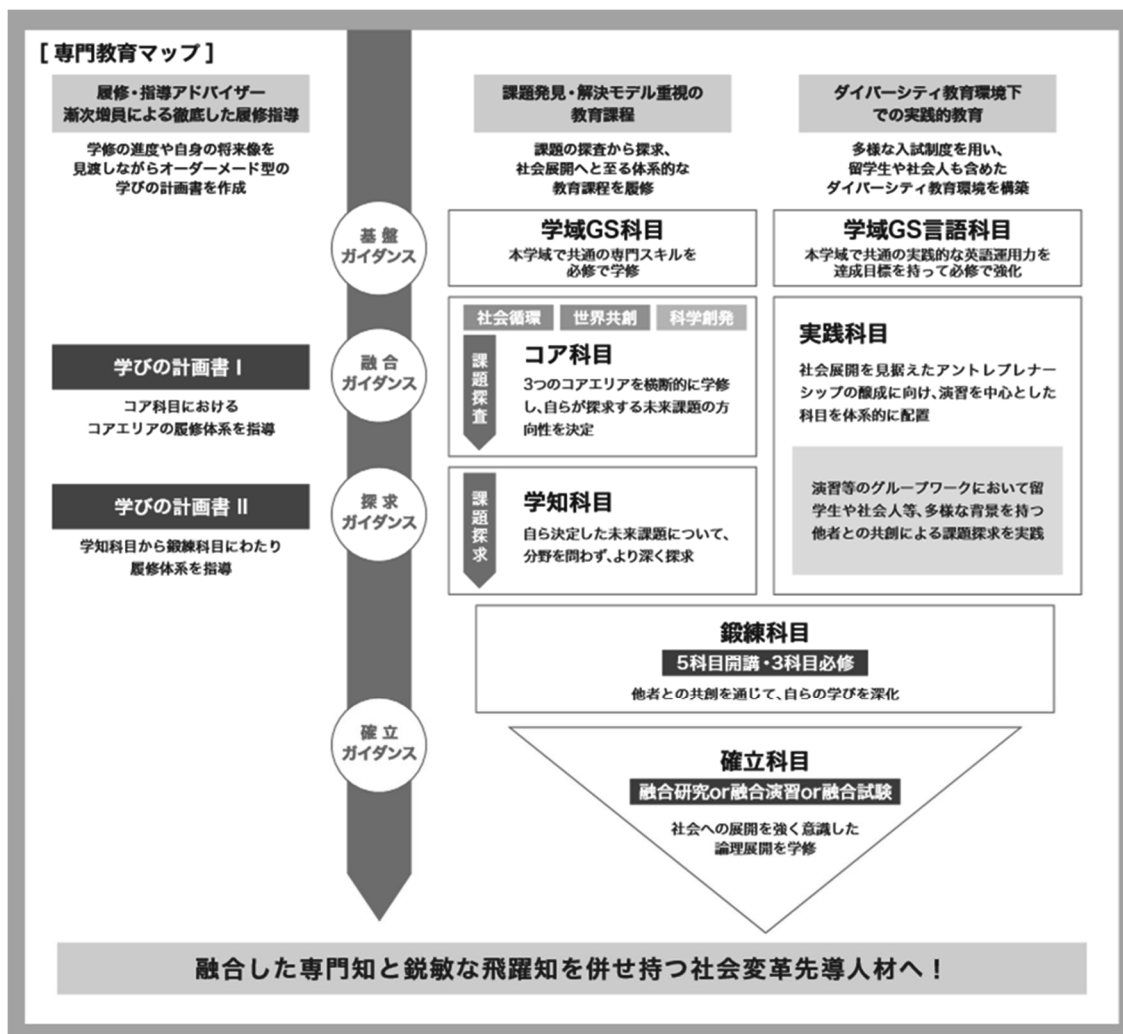 [ 専門教育マップ ]
履修・指導アドバイザー
漸次増員による徹底した履修指導
学修の進度や自身の将来像を
見渡しながらオーダーメード型の
学びの計画書を作成
課題発見・解決モデル重視の
教育課程
課題の探査から探求、
社会展開へと至る体系的な
教育課程を履修
ダイバーシティ教育環境下
での実践的教育
多様な入試制度を用い、
留学生や社会人も含めた
ダイバーシティ教育環境を構築
基盤
ガイダンス
学域GS科目
本学域で共通の専門スキルを
必修で学修
学域GS言語科目
本学域で共通の実践的な英語運用力を
達成目標を持って必修で強化
学びの計画書 I
コア科目における
コアエリアの履修体系を指導
融合
ガイダンス
社会循環
世界共創
科学創発
課題探査
コア科目
3つのコアエリアを横断的に学修
し、自らが探求する未来課題の方
向性を決定
実践科目
社会展開を見据えたアントレプレナー
シップの醸成に向け、演習を中心とした
科目を体系的に配置
演習等のグループワークにおいて留
学生や社会人等、多様な背景を持つ
他者との共創による課題探求を実践
学びの計画書 II
学知科目から鍛練科目にわたり
履修体系を指導
探求
ガイダンス
課題探求
学知科目
自ら決定した未来課題について、
分野を問わず、より深く探求
鍛練科目
5科目開講・3科目必修
他者との共創を通じて、自らの学びを深化
確立
ガイダンス
確立科目
融合研究or融合演習or融合試験
社会への展開を強く意識した
論理展開を学修
融合した専門知と鋭敏な飛躍知を併せ持つ社会変革先導人材へ！